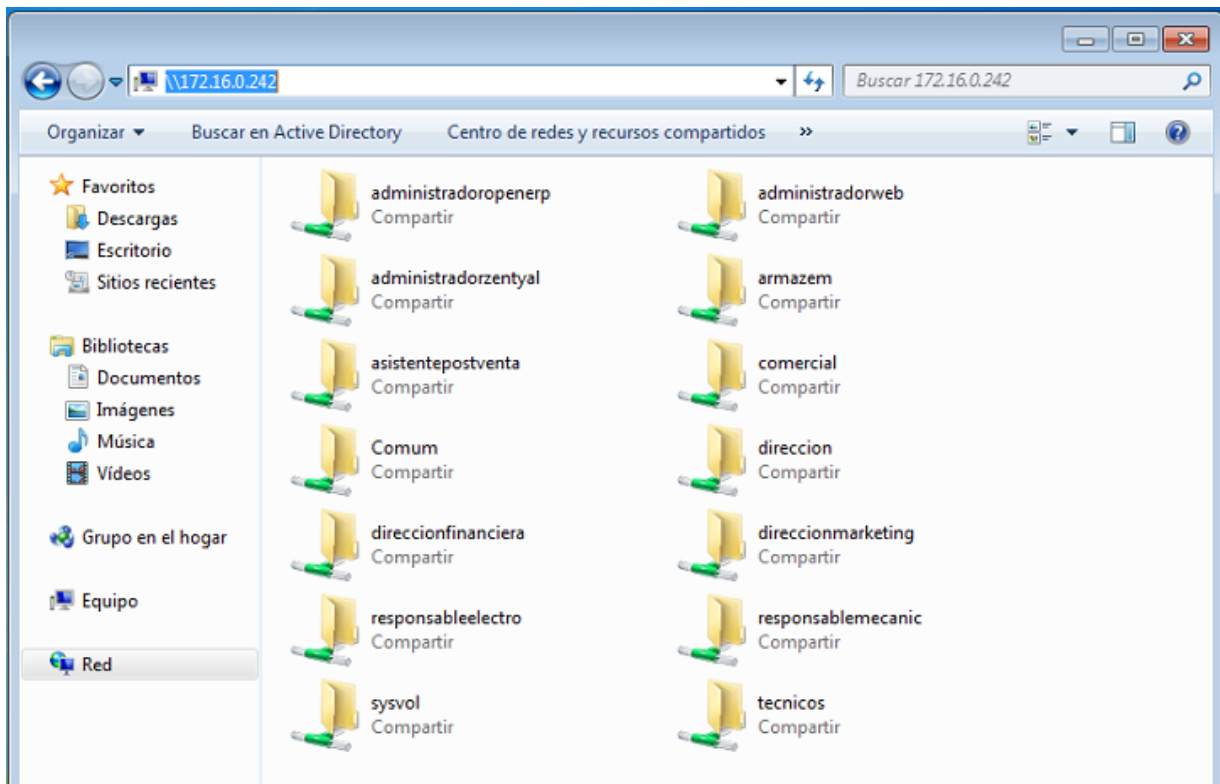 \\172.16.0.242
Buscar 172.16.0.242
Organizar
Buscar en Active Directory
Centro de redes y recursos compartidos
»
Favoritos
Descargas
Escritorio
Sitios recientes
Bibliotecas
Documentos
Imágenes
Música
Vídeos
Grupo en el hogar
Equipo
Red
administradoropenerp
Compartir
administradorweb
Compartir
administradorzentyal
Compartir
armazem
Compartir
asistentepostventa
Compartir
comercial
Compartir
Comum
Compartir
direccion
Compartir
direccionfinanciera
Compartir
direccionmarketing
Compartir
responsableelectro
Compartir
responsablemecanic
Compartir
sysvol
Compartir
tecnicos
Compartir